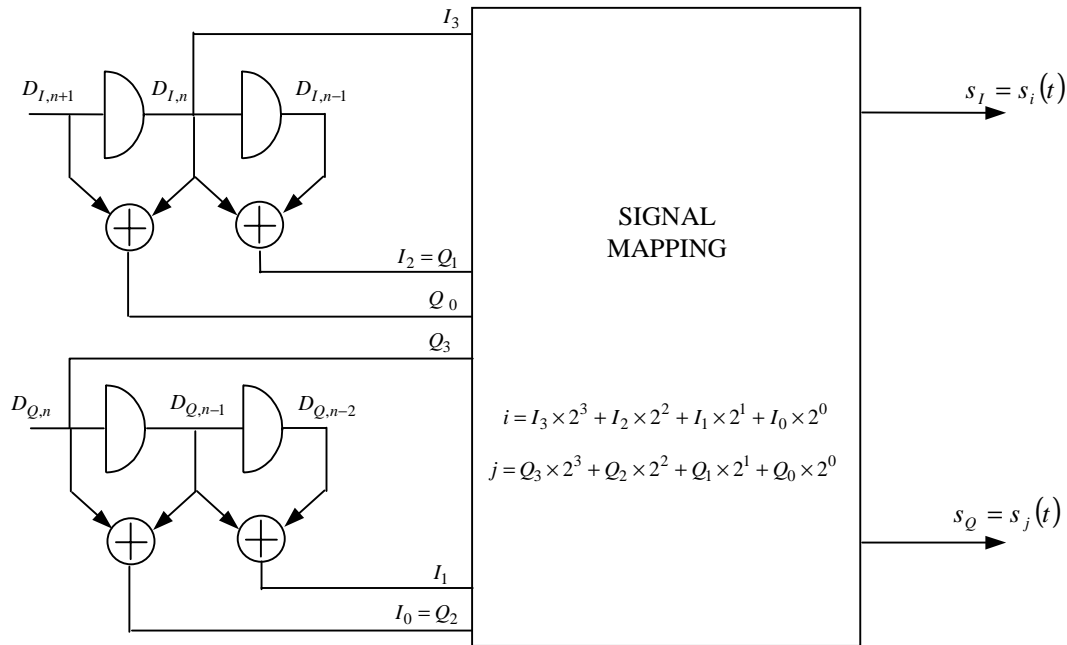 I_3
D_{I,n+1}
D_{I,n}
D_{I,n-1}
s_I = s_i(t)
SIGNAL
MAPPING
I_2 = Q_1
Q_0
Q_3
D_{Q,n}
D_{Q,n-1}
D_{Q,n-2}
i = I_3 × 2^3 + I_2 × 2^2 + I_1 × 2^1 + I_0 × 2^0
j = Q_3 × 2^3 + Q_2 × 2^2 + Q_1 × 2^1 + Q_0 × 2^0
s_Q = s_j(t)
I_1
I_0 = Q_2